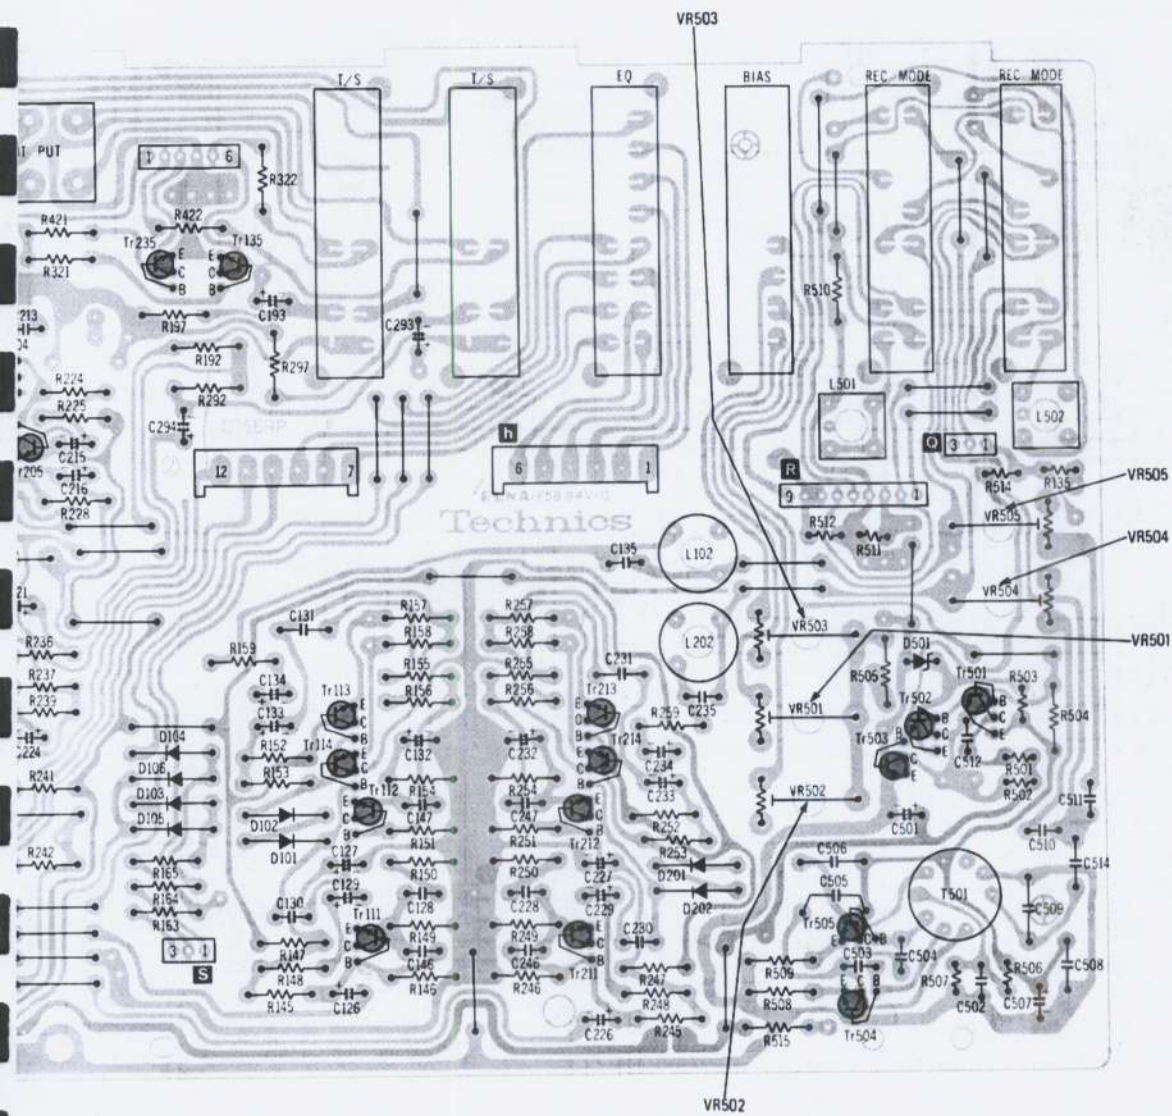 VR503
T/S
T/S
EQ
BIAS
REC MODE
REC MODE
PUT
1 6
R322
R421
R422
Tr235
Tr135
E
C
B
E
C
B
R321
R510
C193
C293
R197
213
04
R192
R297
R292
R224
R225
C294
C215
Tr205
C216
R228
L501
L502
h
Q
3 1
12 7
6 1
R
9 1
R514
R135
VR505
VR505
Technics
R512
R511
C135
L102
VR504
VR504
21
C131
R157
R257
R158
R258
L202
VR503
VR501
R236
R159
R155
R255
C231
D501
R505
Tr501
R503
R237
C134
Tr113
R156
R256
Tr213
C235
VR501
Tr502
R504
R239
C133
R259
C224
D104
R152
Tr114
C132
C232
Tr214
C234
Tr503
C512
R501
D106
R153
C233
R502
R241
D103
Tr112
R154
R254
VR502
C511
D105
D102
C147
C247
Tr212
R252
C501
R151
R251
R253
C510
R242
D101
C127
R150
R250
C227
D201
C506
C514
R165
C129
C128
C228
C229
D202
C505
T501
R164
C130
Tr111
Tr505
C509
R163
R149
R249
C230
3 1
S
R147
C146
C246
Tr211
R509
C503
C504
R148
R146
R246
R247
R507
R506
C508
R145
C126
R248
R508
C502
C507
C226
R245
R515
Tr504
VR502